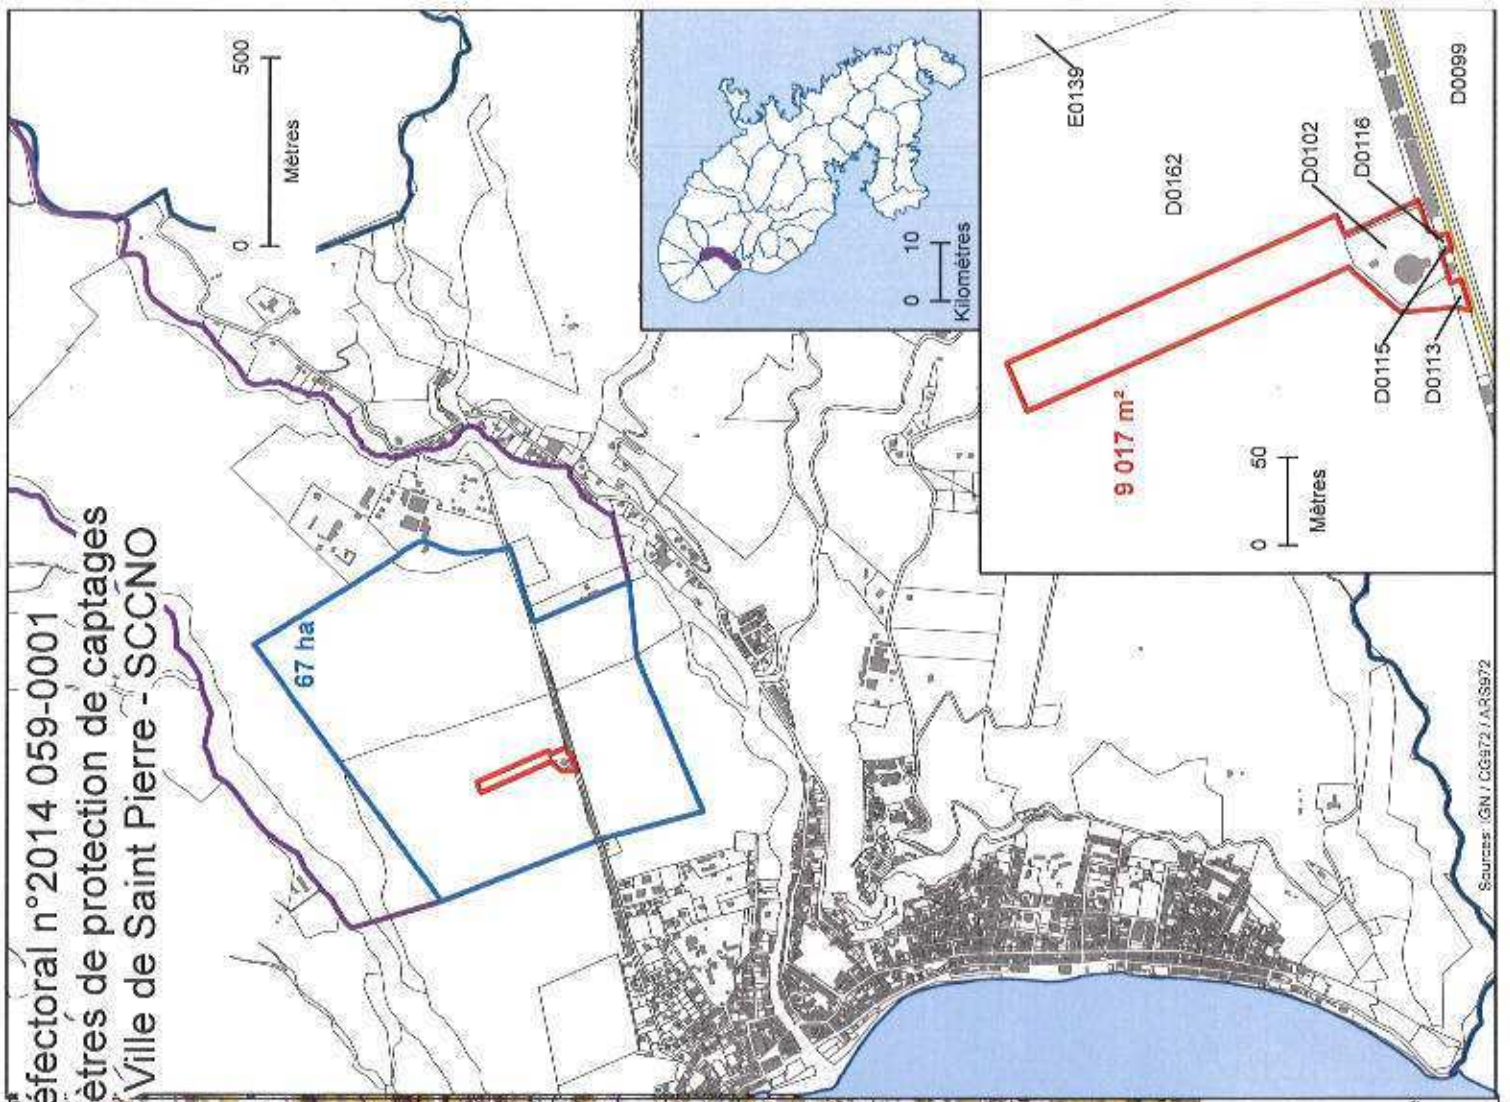 éfectoral n°2014 059-0001
ètres de protection de captages
Ville de Saint Pierre - SCCNO
0 500
Mètres
67 ha
0 10
Kilomètres
9 017 m²
E0139
D0162
D0102
D0116
D0115
D0113
D0099
0 50
Mètres
Sources: IGN / CG972 / ARS972